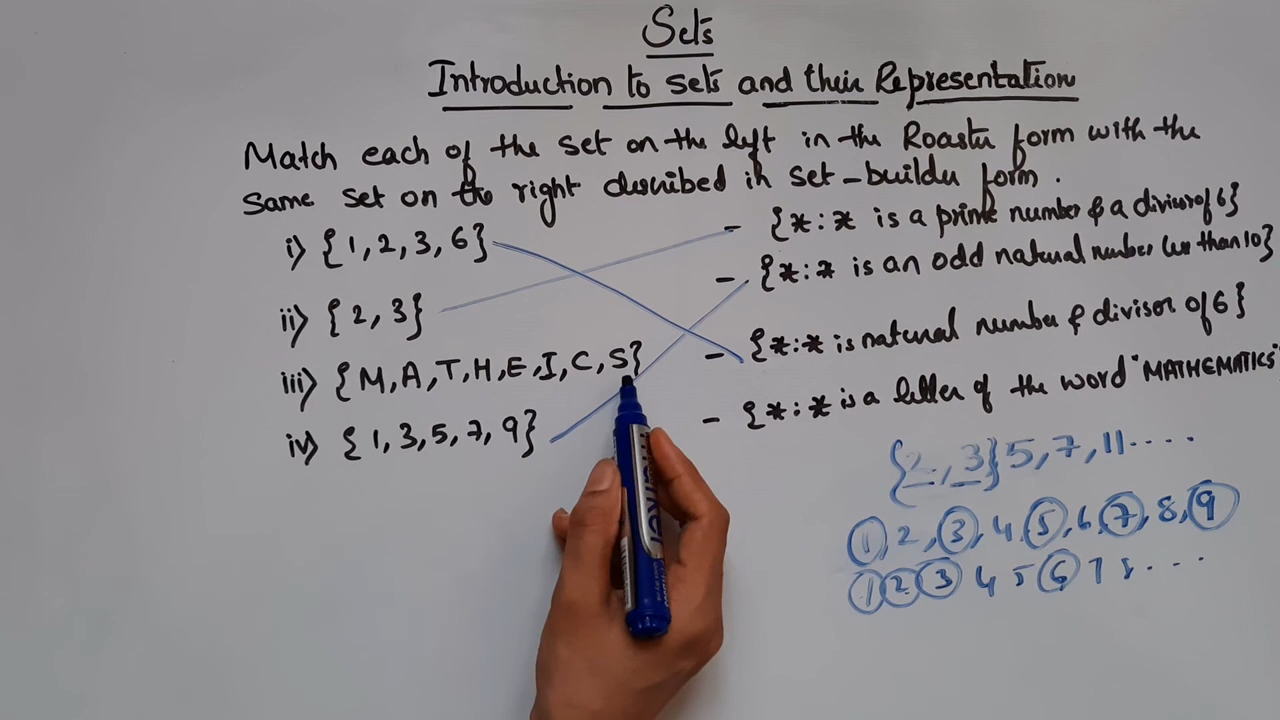 Sets
Introduction to sets and their Representation
Match each of the set on the left in the Roaster form with the
same set on the right described in set-builder form.
i) {1, 2, 3, 6}
- {x : x is a prime number & a divisor of 6}
- {x : x is an odd natural number less than 10}
ii) {2, 3}
- {x : x is natural number & divisor of 6}
iii) {M, A, T, H, E, I, C, S}
- {x : x is a letter of the word "MATHEMATICS"
iv) {1, 3, 5, 7, 9}
{2, 3} 5, 7, 11 ....
1, 2, 3, 4, 5, 6, 7, 8, 9
1 2 3 4 5 6 7 8 ...